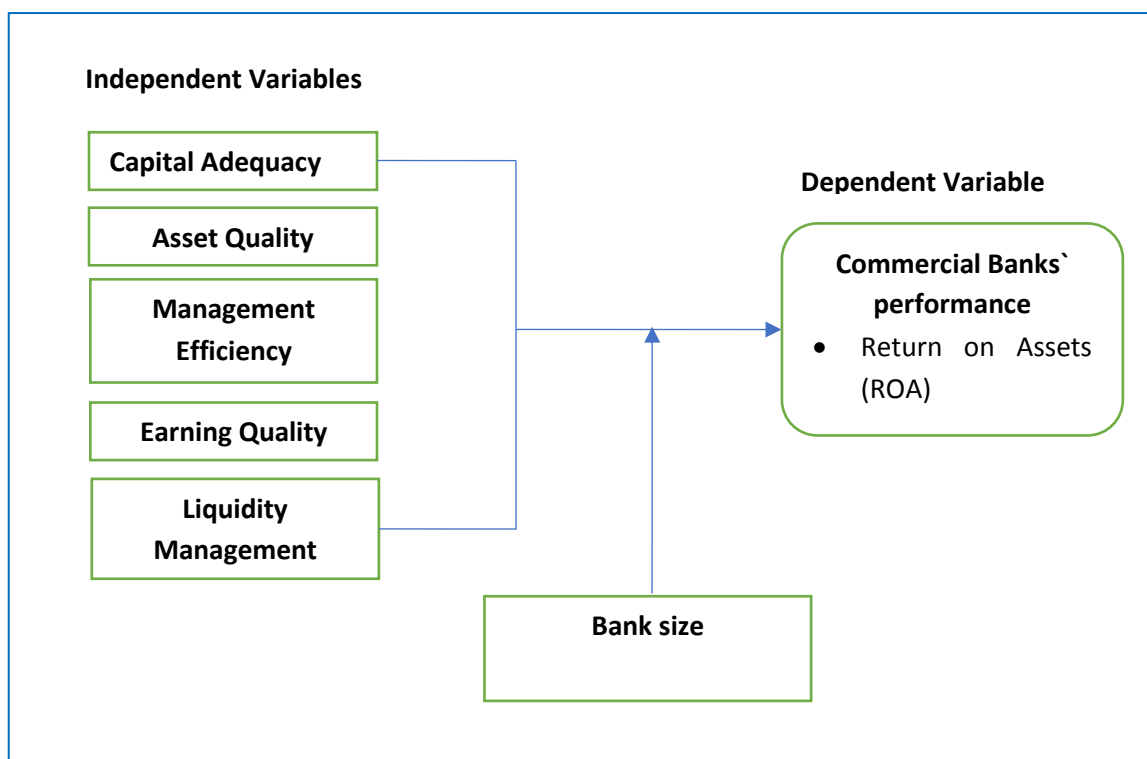 Independent Variables
Capital Adequacy
Asset Quality
Management
Efficiency
Earning Quality
Liquidity
Management
Dependent Variable
Commercial Banks`
performance
• Return on Assets
(ROA)
Bank size